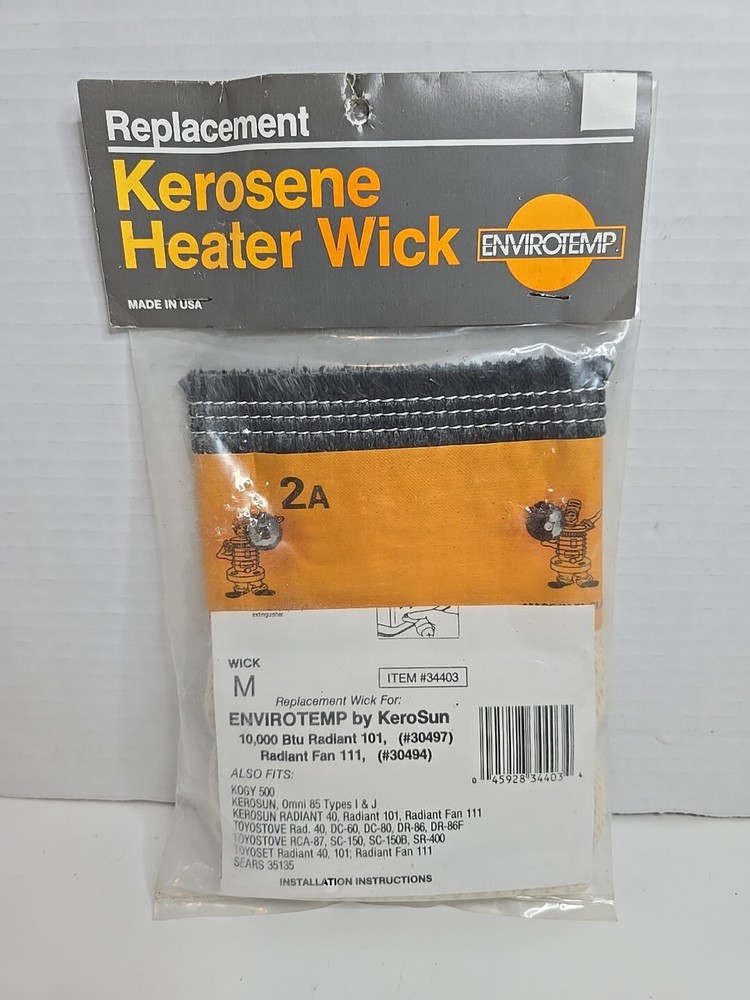 Replacement
Kerosene
Heater Wick
ENVIROTEMP
MADE IN USA
2A
extinguisher.
WICK
M
ITEM #34403
Replacement Wick For:
ENVIROTEMP by KeroSun
10,000 Btu Radiant 101, (#30497)
Radiant Fan 111, (#30494)
ALSO FITS:
KOGY 500
KEROSUN, Omni 85 Types I & J
KEROSUN RADIANT 40, Radiant 101, Radiant Fan 111
TOYOSTOVE Rad. 40, DC-60, DC-80, DR-86, DR-86F
TOYOSTOVE RCA-87, SC-150, SC-150B, SR-400
TOYOSET Radiant 40, 101; Radiant Fan 111
SEARS 35135
0 45928 34403 4
INSTALLATION INSTRUCTIONS